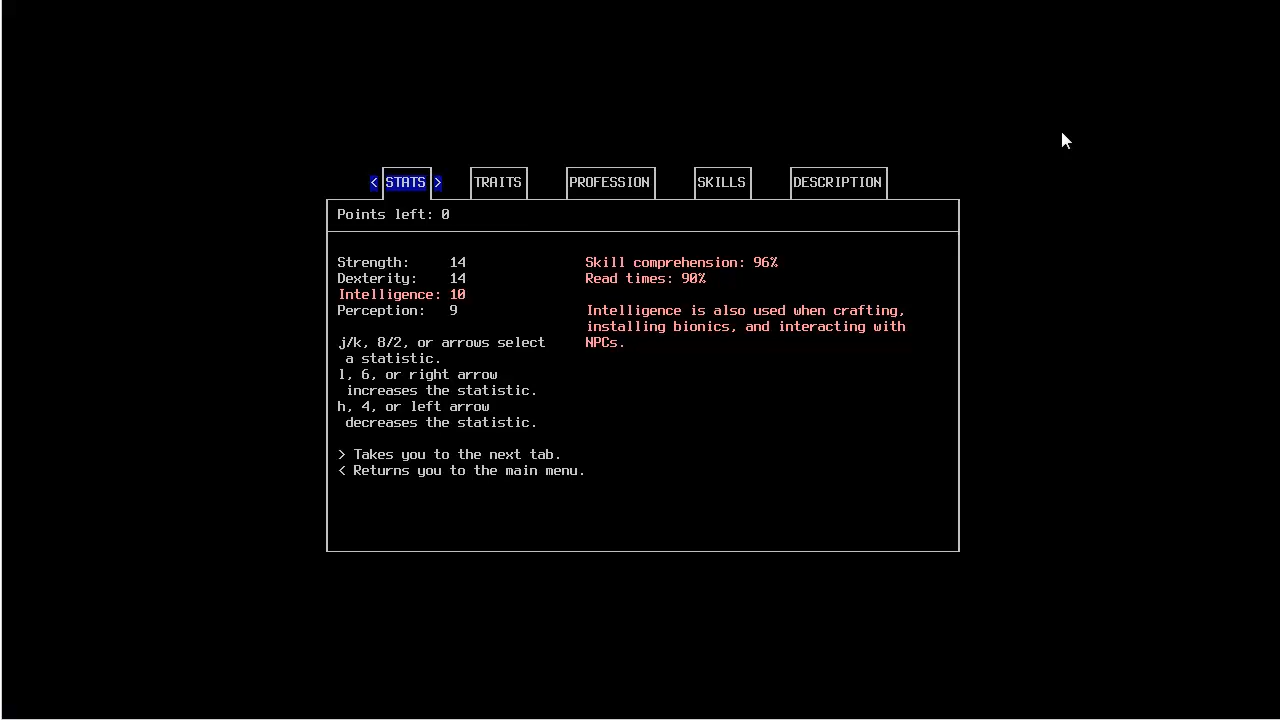 < STATS > TRAITS PROFESSION SKILLS DESCRIPTION
Points left: 0
Strength: 14
Dexterity: 14
Intelligence: 10
Perception: 9
j/k, 8/2, or arrows select
a statistic.
l, 6, or right arrow
increases the statistic.
h, 4, or left arrow
decreases the statistic.
> Takes you to the next tab.
< Returns you to the main menu.
Skill comprehension: 96%
Read times: 90%
Intelligence is also used when crafting,
installing bionics, and interacting with
NPCs.